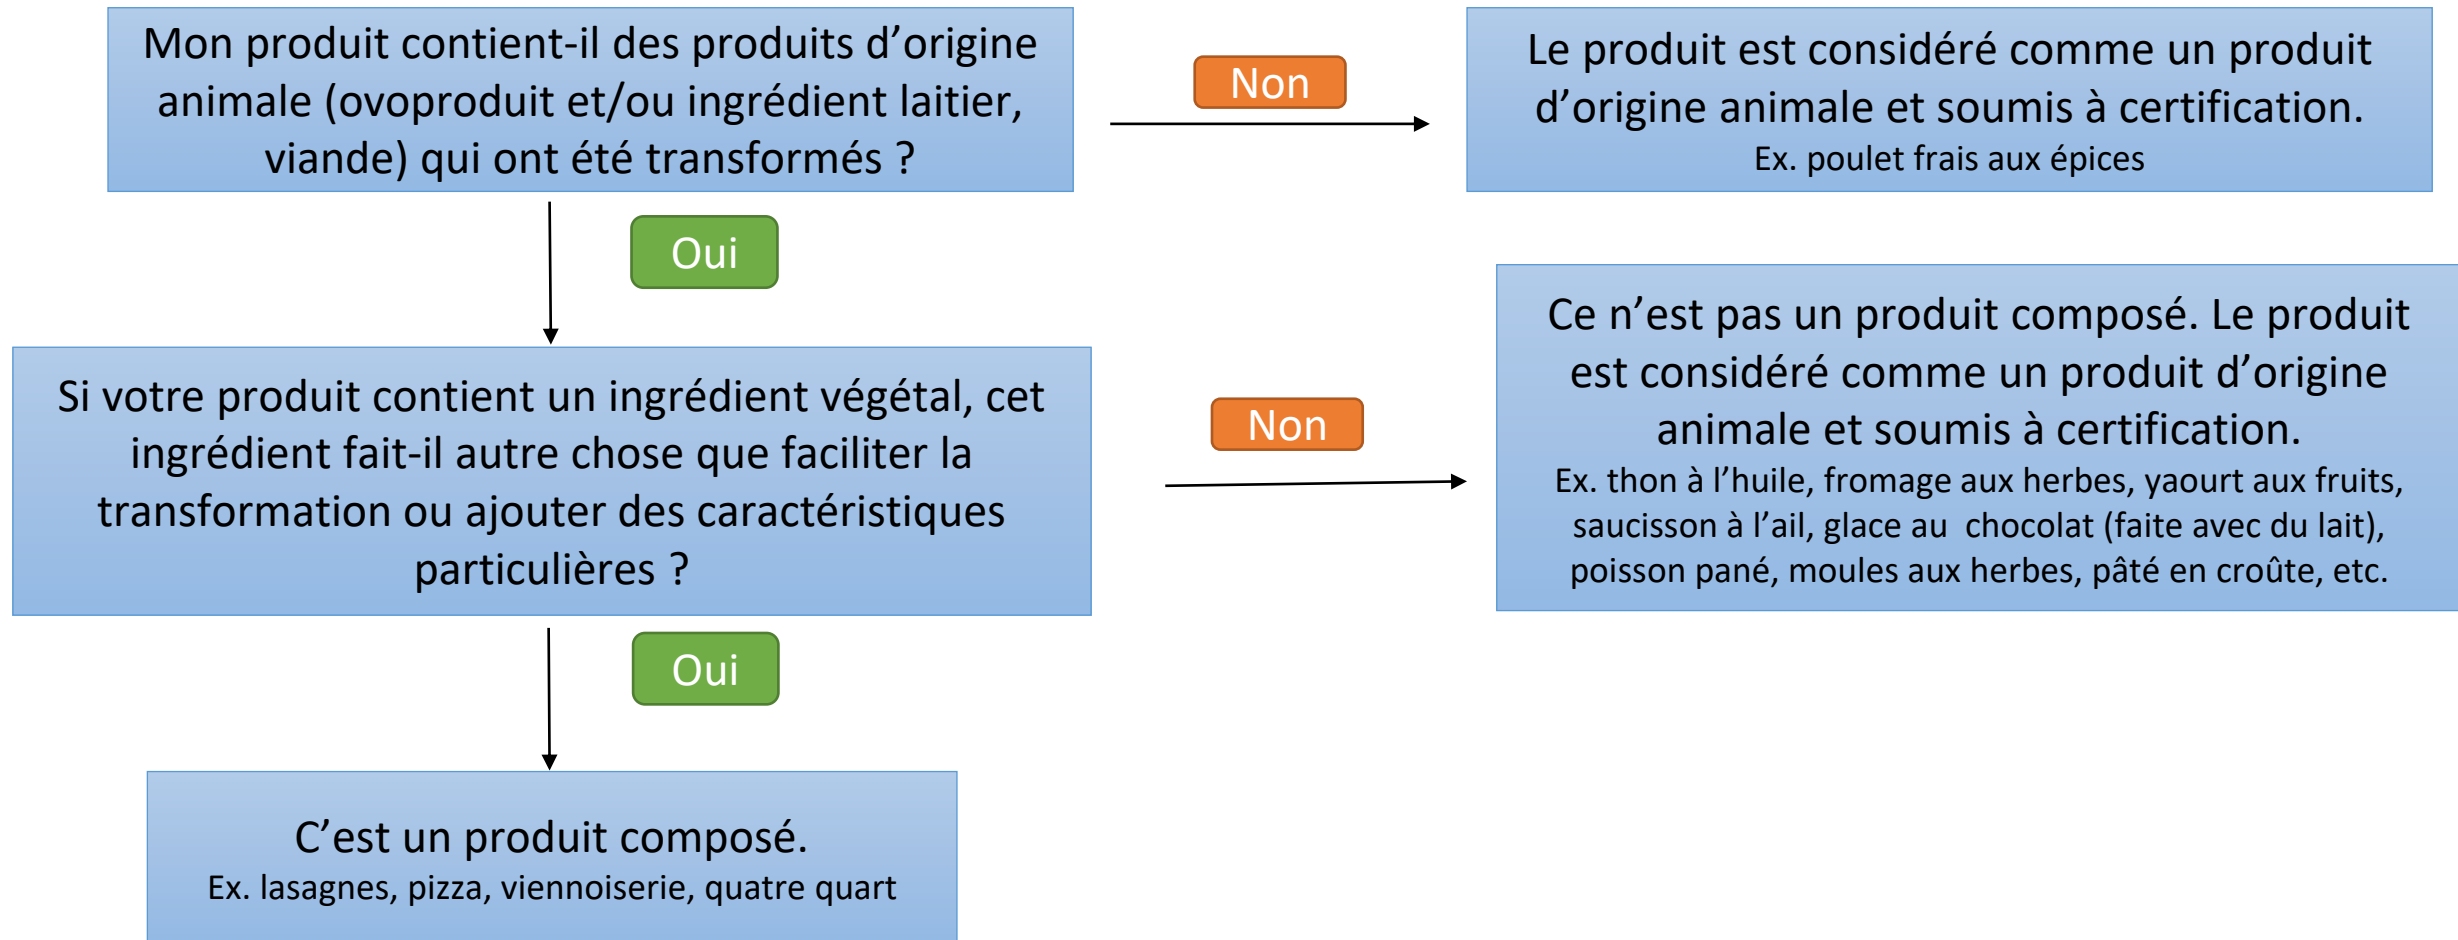 Mon produit contient-il des produits d’origine
animale (ovoproduit et/ou ingrédient laitier,
viande) qui ont été transformés ?
Non
Le produit est considéré comme un produit
d’origine animale et soumis à certification.
Ex. poulet frais aux épices
Oui
Si votre produit contient un ingrédient végétal, cet
ingrédient fait-il autre chose que faciliter la
transformation ou ajouter des caractéristiques
particulières ?
Non
Ce n’est pas un produit composé. Le produit
est considéré comme un produit d’origine
animale et soumis à certification.
Ex. thon à l’huile, fromage aux herbes, yaourt aux fruits,
saucisson à l’ail, glace au  chocolat (faite avec du lait),
poisson pané, moules aux herbes, pâté en croûte, etc.
Oui
C’est un produit composé.
Ex. lasagnes, pizza, viennoiserie, quatre quart